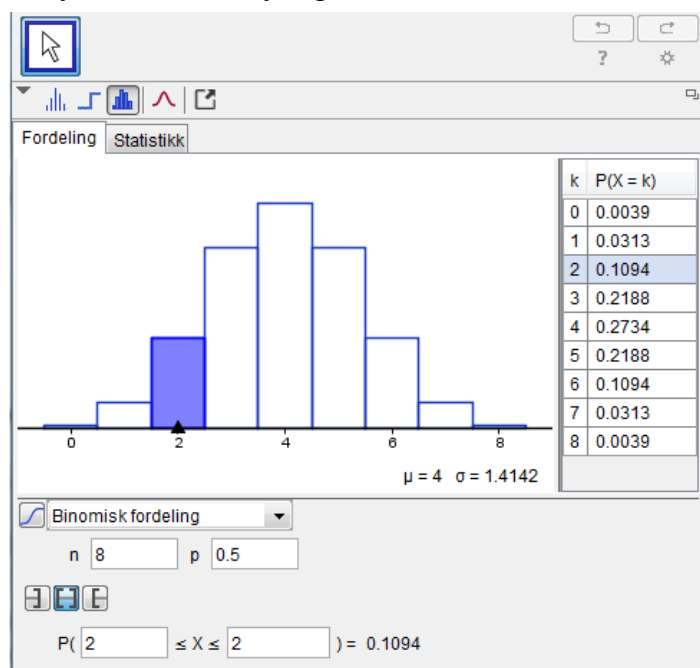 ?
Fordeling Statistikk
k P(X = k)
0 0.0039
1 0.0313
2 0.1094
3 0.2188
4 0.2734
5 0.2188
6 0.1094
7 0.0313
8 0.0039
0 2 4 6 8
μ = 4 σ = 1.4142
Binomisk fordeling
n 8 p 0.5
P( 2 ≤ X ≤ 2 ) = 0.1094